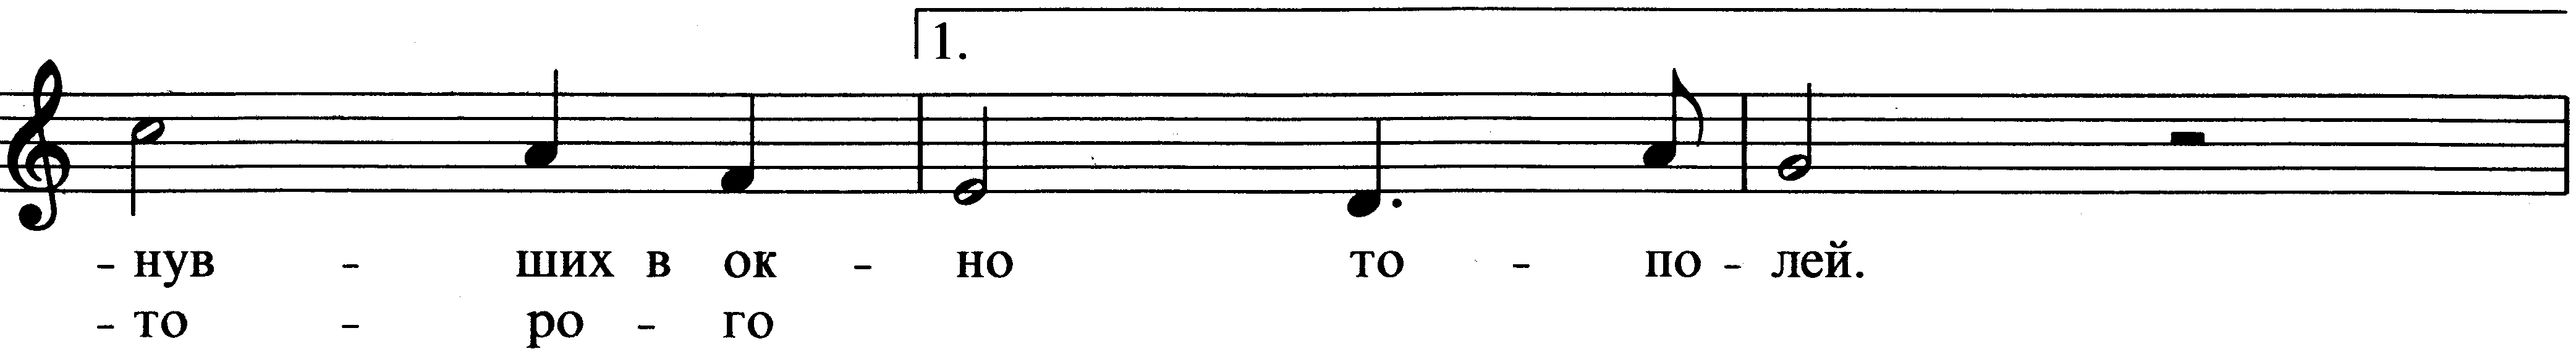 1.
- нув - ших в ок - но то - по - лей.
- то - ро - го